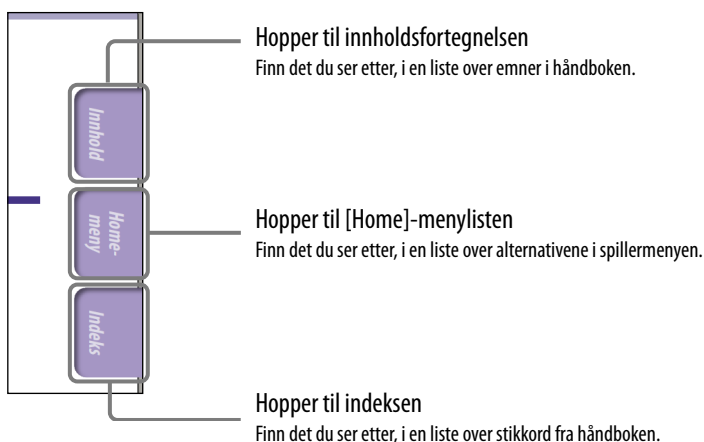 Hopper til innholdsfortegnelsen
Finn det du ser etter, i en liste over emner i håndboken.
Innhold
Hopper til [Home]-menylisten
Finn det du ser etter, i en liste over alternativene i spillermenyen.
Home-
meny
Indeks
Hopper til indeksen
Finn det du ser etter, i en liste over stikkord fra håndboken.